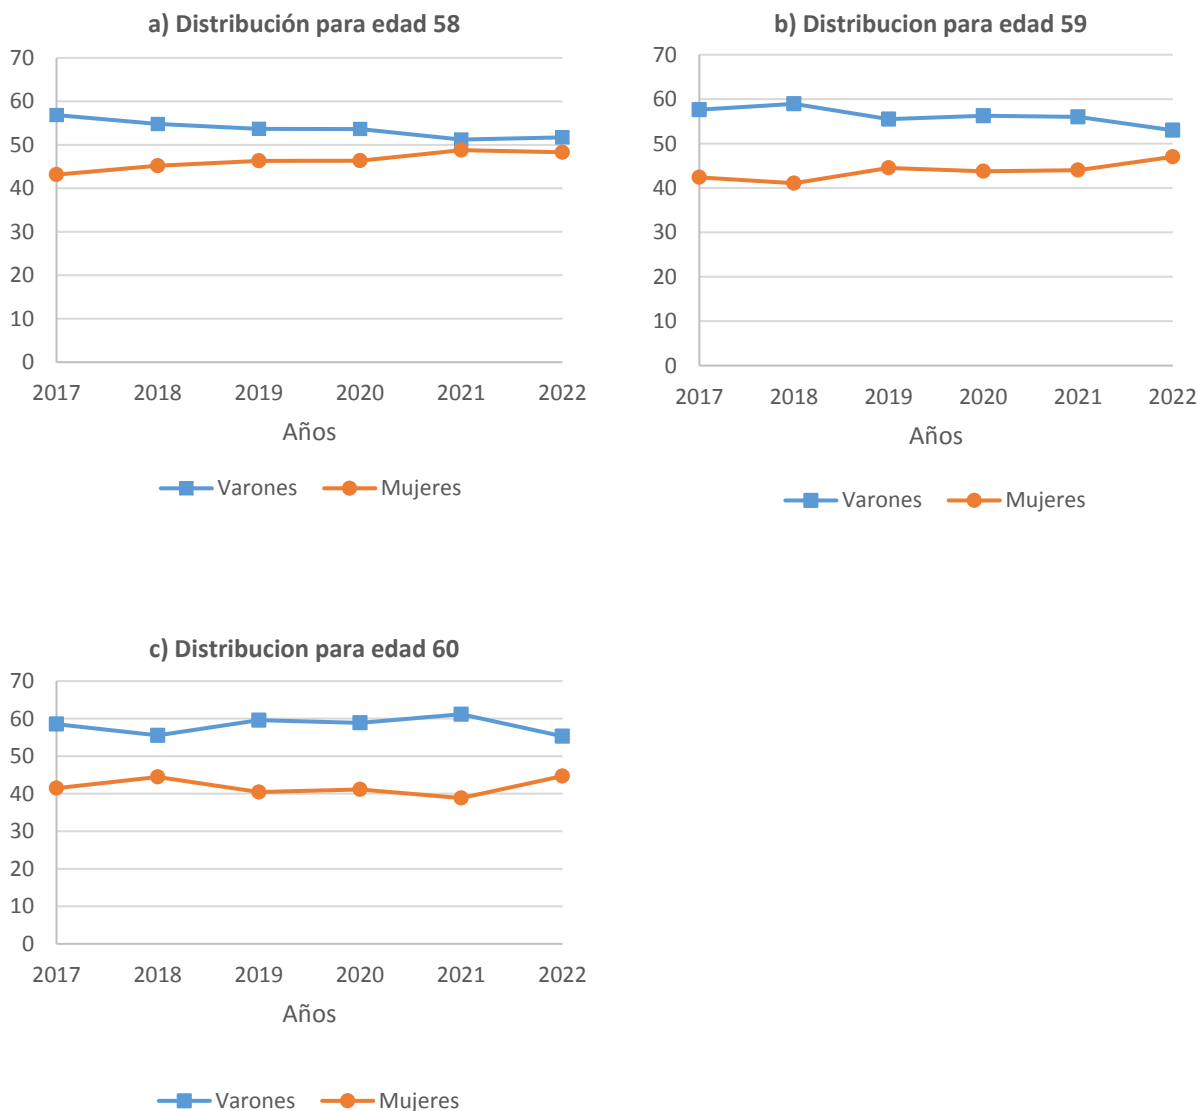 a) Distribución para edad 58
70
60
50
40
30
20
10
0
2017 2018 2019 2020 2021 2022
Años
Varones Mujeres
b) Distribucion para edad 59
70
60
50
40
30
20
10
0
2017 2018 2019 2020 2021 2022
Años
Varones Mujeres
c) Distribucion para edad 60
70
60
50
40
30
20
10
0
2017 2018 2019 2020 2021 2022
Años
Varones Mujeres